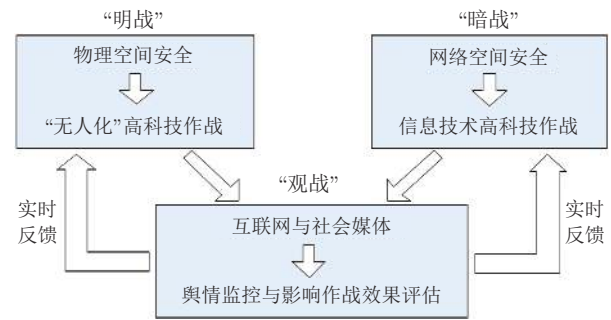 “明战”
“暗战”
物理空间安全
网络空间安全
“无人化”高科技作战
信息技术高科技作战
“观战”
实时
反馈
互联网与社会媒体
舆情监控与影响作战效果评估
实时
反馈